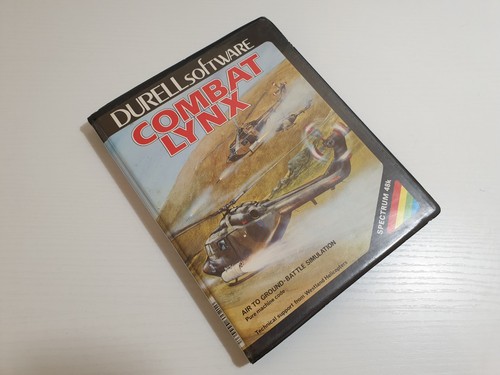 DURELL SOFTWARE
COMBAT
LYNX
SPECTRUM 48k
AIR TO GROUND-BATTLE SIMULATION
Pure machine code
Technical support from Westland Helicopters